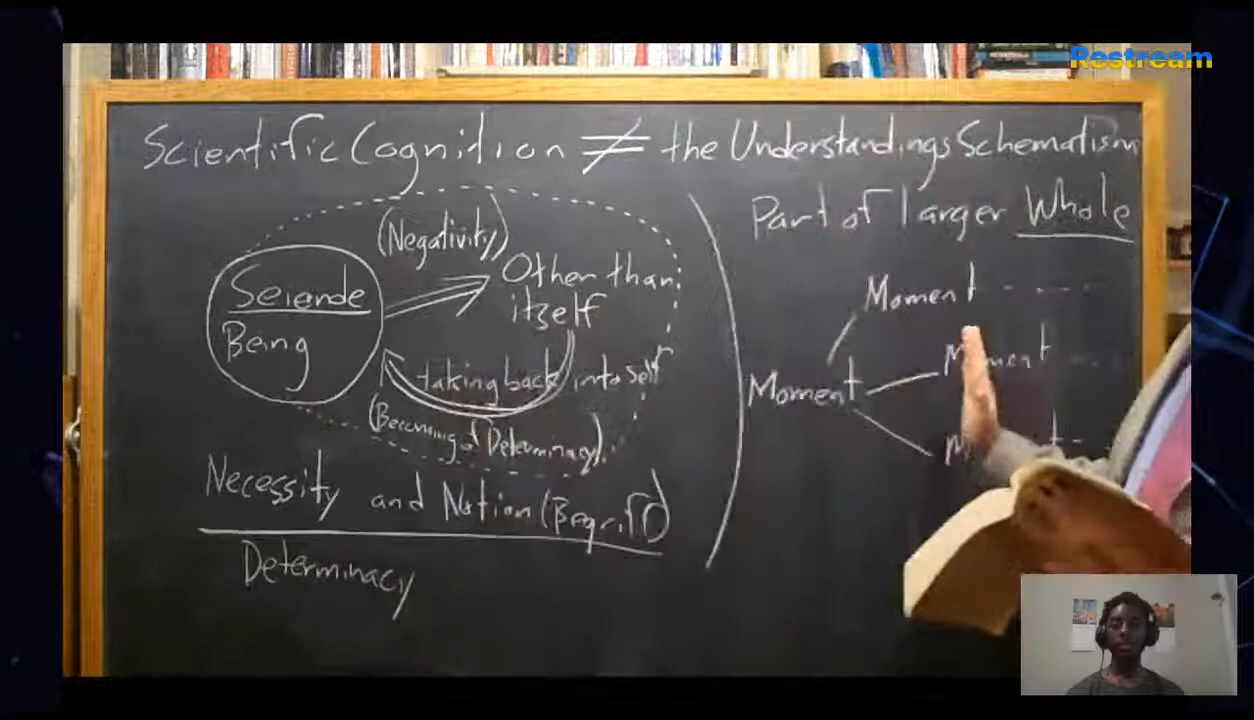 Restream
Scientific Cognition ≠ the Understandings Schematism
(Negativity)
Seiende
Being
Other than
itself
taking back into self
(Becoming of Determinacy)
Necessity and Notion (Begriff)
Determinacy
Part of larger Whole
Moment
Moment
Moment